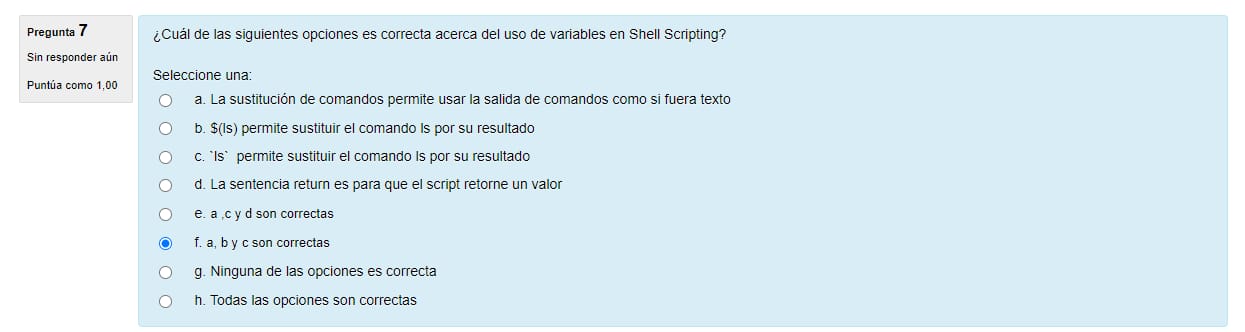 Pregunta 7
Sin responder aún
Puntúa como 1,00
¿Cuál de las siguientes opciones es correcta acerca del uso de variables en Shell Scripting?
Seleccione una:
a. La sustitución de comandos permite usar la salida de comandos como si fuera texto
b. $(ls) permite sustituir el comando ls por su resultado
c. `ls` permite sustituir el comando ls por su resultado
d. La sentencia return es para que el script retorne un valor
e. a ,c y d son correctas
f. a, b y c son correctas
g. Ninguna de las opciones es correcta
h. Todas las opciones son correctas